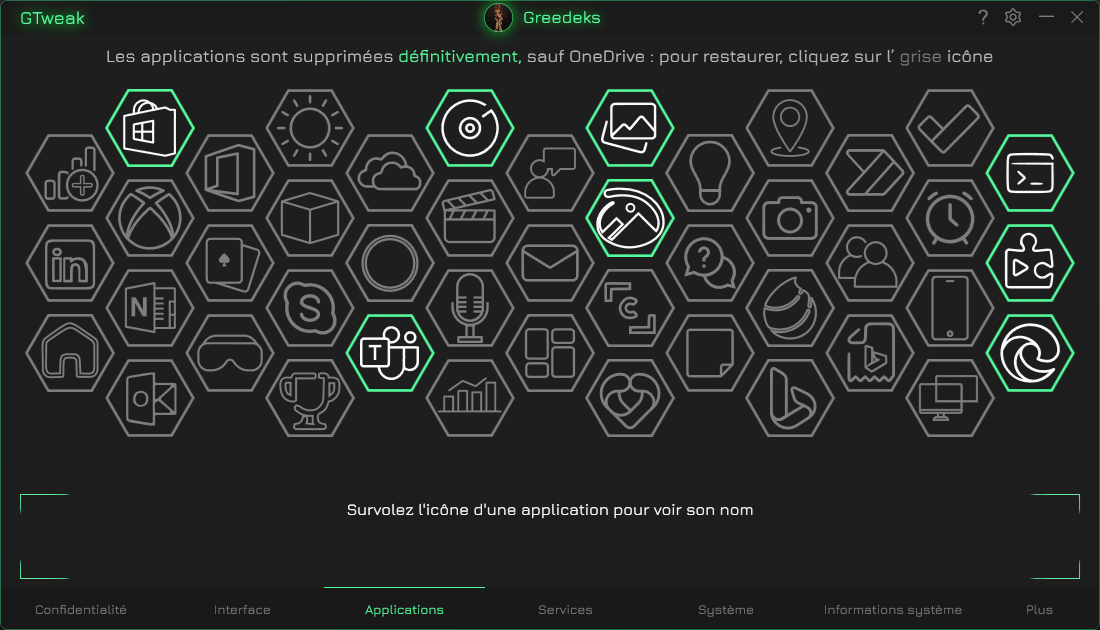 GTweak
Greedeks
?
Les applications sont supprimées définitivement, sauf OneDrive : pour restaurer, cliquez sur l’ grise icône
in
N
S
T
?
Survolez l'icône d'une application pour voir son nom
Confidentialité
Interface
Applications
Services
Système
Informations système
Plus